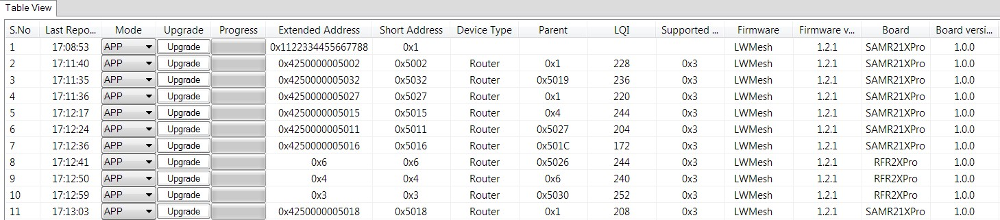 Table View
S.No Last Repo... Mode Upgrade Progress Extended Address Short Address Device Type Parent LQI Supported ... Firmware Firmware v... Board Board versi...
1 17:08:53 APP Upgrade 0x1122334455667788 0x1 LWMesh 1.2.1 SAMR21XPro 1.0.0
2 17:11:40 APP Upgrade 0x4250000005002 0x5002 Router 0x1 228 0x3 LWMesh 1.2.1 SAMR21XPro 1.0.0
3 17:11:35 APP Upgrade 0x4250000005032 0x5032 Router 0x5019 236 0x3 LWMesh 1.2.1 SAMR21XPro 1.0.0
4 17:11:36 APP Upgrade 0x4250000005027 0x5027 Router 0x1 220 0x3 LWMesh 1.2.1 SAMR21XPro 1.0.0
5 17:12:17 APP Upgrade 0x4250000005015 0x5015 Router 0x4 244 0x3 LWMesh 1.2.1 SAMR21XPro 1.0.0
6 17:12:24 APP Upgrade 0x4250000005011 0x5011 Router 0x5027 204 0x3 LWMesh 1.2.1 SAMR21XPro 1.0.0
7 17:12:36 APP Upgrade 0x4250000005016 0x5016 Router 0x501C 172 0x3 LWMesh 1.2.1 SAMR21XPro 1.0.0
8 17:12:41 APP Upgrade 0x6 0x6 Router 0x5026 244 0x3 LWMesh 1.2.1 RFR2XPro 1.0.0
9 17:12:50 APP Upgrade 0x4 0x4 Router 0x6 240 0x3 LWMesh 1.2.1 RFR2XPro 1.0.0
10 17:12:59 APP Upgrade 0x3 0x3 Router 0x5030 252 0x3 LWMesh 1.2.1 RFR2XPro 1.0.0
11 17:13:03 APP Upgrade 0x4250000005018 0x5018 Router 0x1 208 0x3 LWMesh 1.2.1 SAMR21XPro 1.0.0